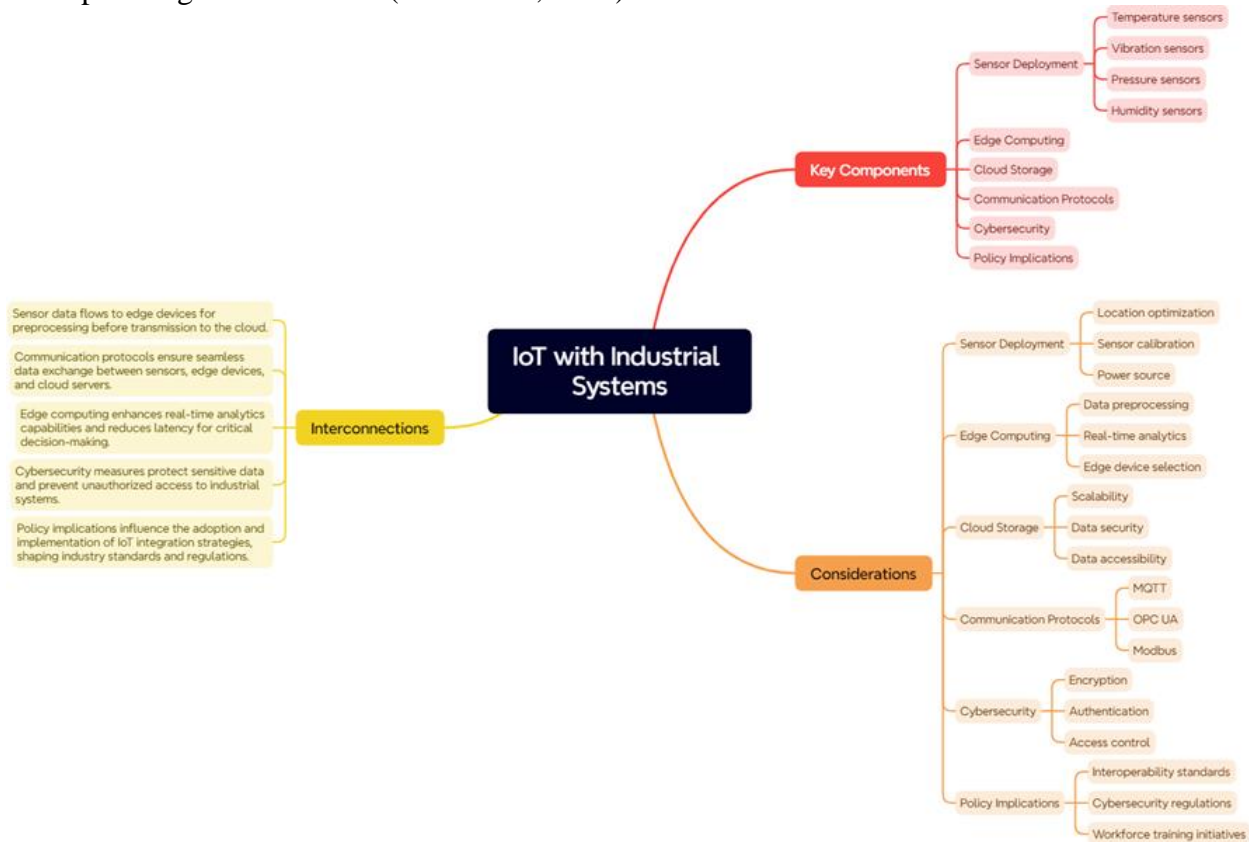 IoT with Industrial
Systems
Key Components
Sensor Deployment
Temperature sensors
Vibration sensors
Pressure sensors
Humidity sensors
Edge Computing
Cloud Storage
Communication Protocols
Cybersecurity
Policy Implications
Considerations
Sensor Deployment
Location optimization
Sensor calibration
Power source
Edge Computing
Data preprocessing
Real-time analytics
Edge device selection
Cloud Storage
Scalability
Data security
Data accessibility
Communication Protocols
MQTT
OPC UA
Modbus
Cybersecurity
Encryption
Authentication
Access control
Policy Implications
Interoperability standards
Cybersecurity regulations
Workforce training initiatives
Interconnections
Sensor data flows to edge devices for
preprocessing before transmission to the cloud.
Communication protocols ensure seamless
data exchange between sensors, edge devices,
and cloud servers.
Edge computing enhances real-time analytics
capabilities and reduces latency for critical
decision-making.
Cybersecurity measures protect sensitive data
and prevent unauthorized access to industrial
systems.
Policy implications influence the adoption and
implementation of IoT integration strategies,
shaping industry standards and regulations.